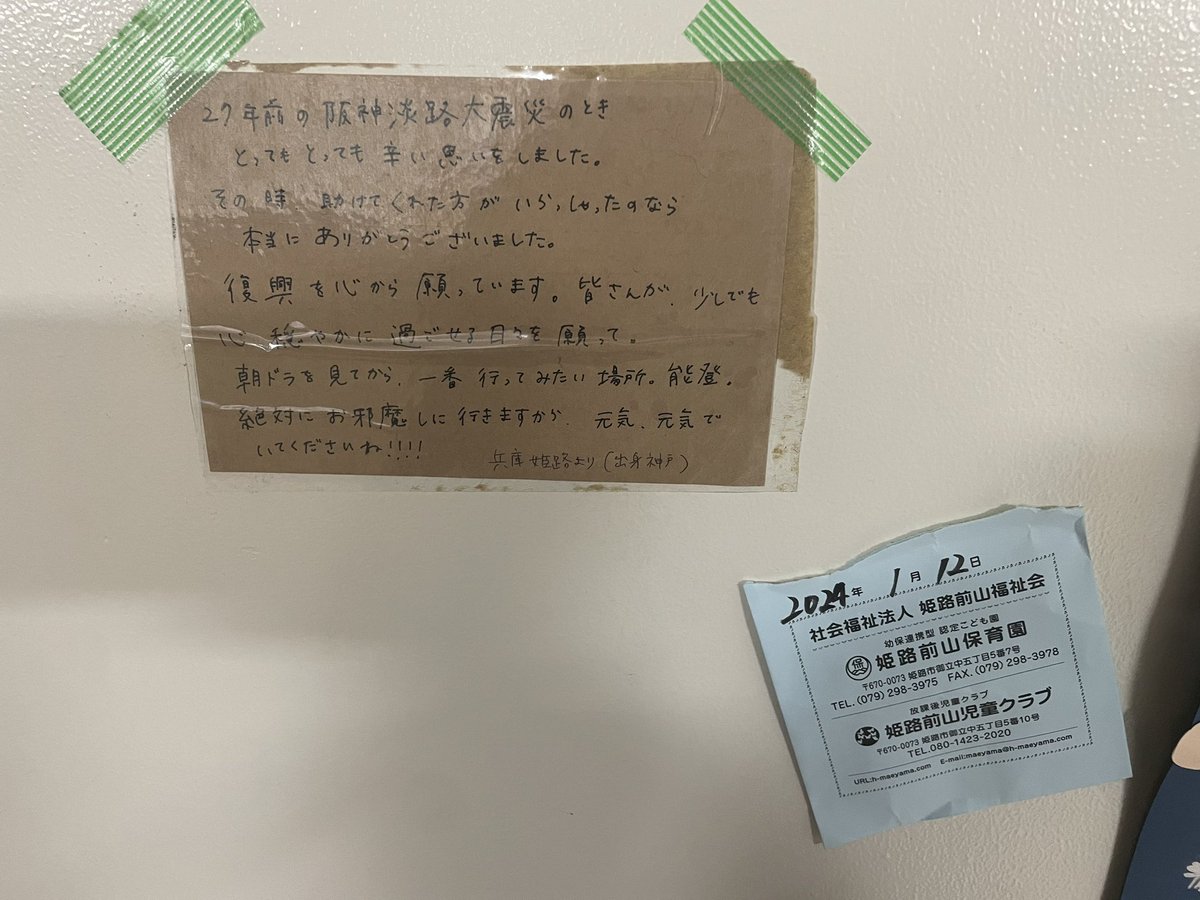 27年前の阪神淡路大震災のとき
とってもとっても辛い思いをしました。
その時 助けてくれた方が いらっしゃったのなら
本当に ありがとうございました。
復興を心から 願っています。皆さんが、少しでも
心 穏やかに 過ごせる日々を 願って。
朝ドラを見てから、一番 行ってみたい 場所。能登。
絶対に お邪魔しに行きますから、元気、元気で
いてくださいね!!!!
兵庫姫路より(出身神戸)
2024年 1月 12日
社会福祉法人 姫路前山福祉会
幼保連携型 認定こども園
保 姫路前山保育園
〒670-0073 姫路市御立中五丁目5番7号
TEL.(079)298-3975 FAX.(079)298-3978
放課後児童クラブ
姫路前山児童クラブ
〒670-0073 姫路市御立中五丁目5番10号
TEL.080-1423-2020
URL:h-maeyama.com E-mail:maeyama@h-maeyama.com